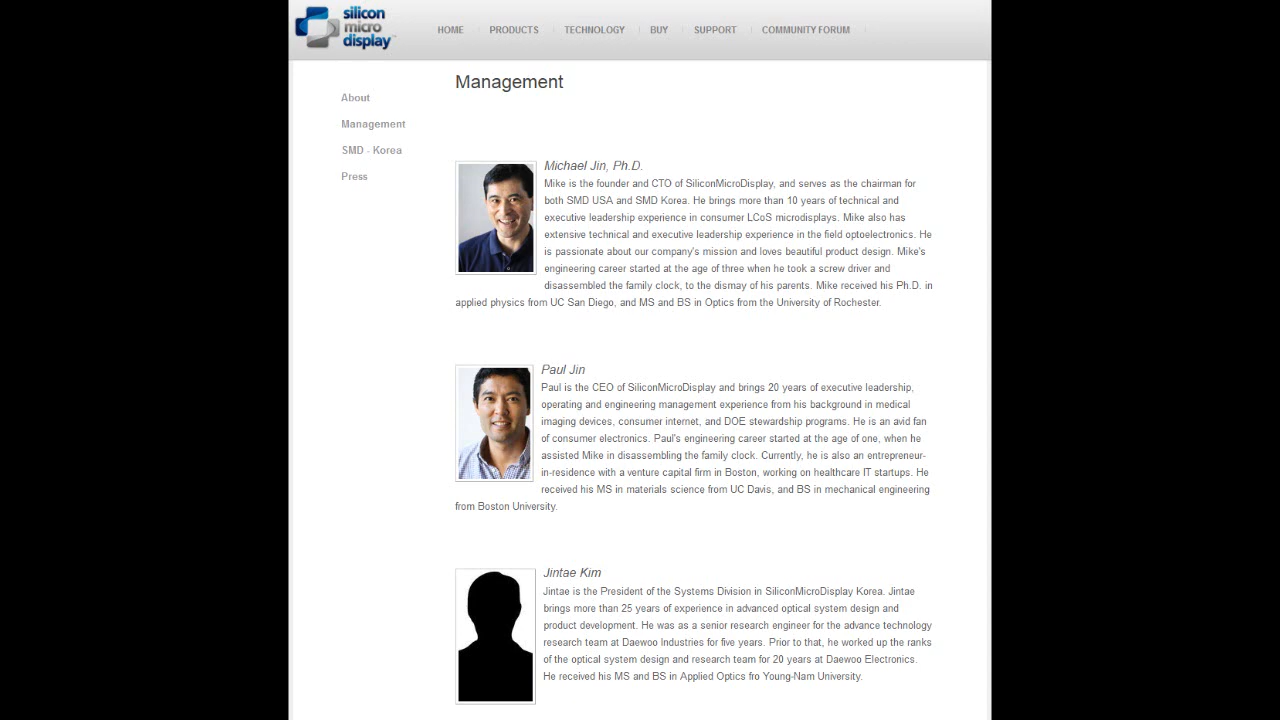 silicon
micro
display™
HOME PRODUCTS TECHNOLOGY BUY SUPPORT COMMUNITY FORUM
About
Management
SMD - Korea
Press
Management
Michael Jin, Ph.D.
Mike is the founder and CTO of SiliconMicroDisplay, and serves as the chairman for
both SMD USA and SMD Korea. He brings more than 10 years of technical and
executive leadership experience in consumer LCoS microdisplays. Mike also has
extensive technical and executive leadership experience in the field optoelectronics. He
is passionate about our company's mission and loves beautiful product design. Mike's
engineering career started at the age of three when he took a screw driver and
disassembled the family clock, to the dismay of his parents. Mike received his Ph.D. in
applied physics from UC San Diego, and MS and BS in Optics from the University of Rochester.
Paul Jin
Paul is the CEO of SiliconMicroDisplay and brings 20 years of executive leadership,
operating and engineering management experience from his background in medical
imaging devices, consumer internet, and DOE stewardship programs. He is an avid fan
of consumer electronics. Paul's engineering career started at the age of one, when he
assisted Mike in disassembling the family clock. Currently, he is also an entrepreneur-
in-residence with a venture capital firm in Boston, working on healthcare IT startups. He
received his MS in materials science from UC Davis, and BS in mechanical engineering
from Boston University.
Jintae Kim
Jintae is the President of the Systems Division in SiliconMicroDisplay Korea. Jintae
brings more than 25 years of experience in advanced optical system design and
product development. He was as a senior research engineer for the advance technology
research team at Daewoo Industries for five years. Prior to that, he worked up the ranks
of the optical system design and research team for 20 years at Daewoo Electronics.
He received his MS and BS in Applied Optics fro Young-Nam University.